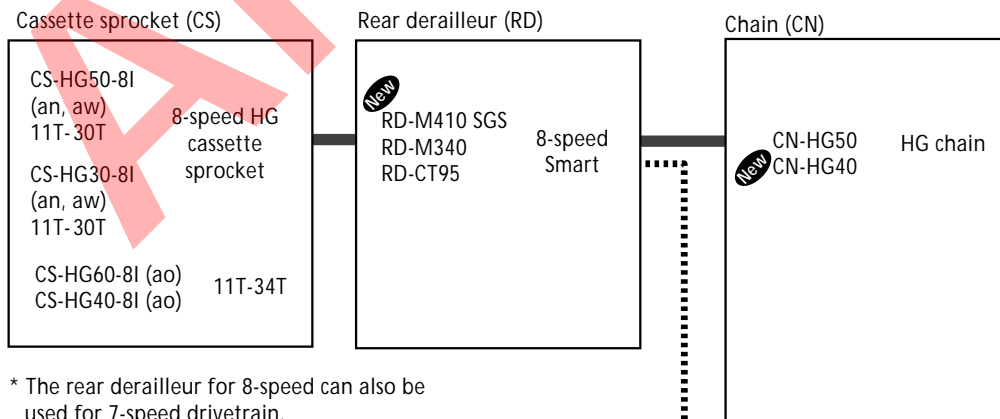 Cassette sprocket (CS)
CS-HG50-8I
(an, aw)
11T-30T
CS-HG30-8I
(an, aw)
11T-30T
8-speed HG
cassette
sprocket
CS-HG60-8I (ao)
CS-HG40-8I (ao)
11T-34T
Rear derailleur (RD)
New
RD-M410 SGS
RD-M340
RD-CT95
8-speed
Smart
Chain (CN)
CN-HG50
New
CN-HG40
HG chain
* The rear derailleur for 8-speed can also be
used for 7-speed drivetrain.